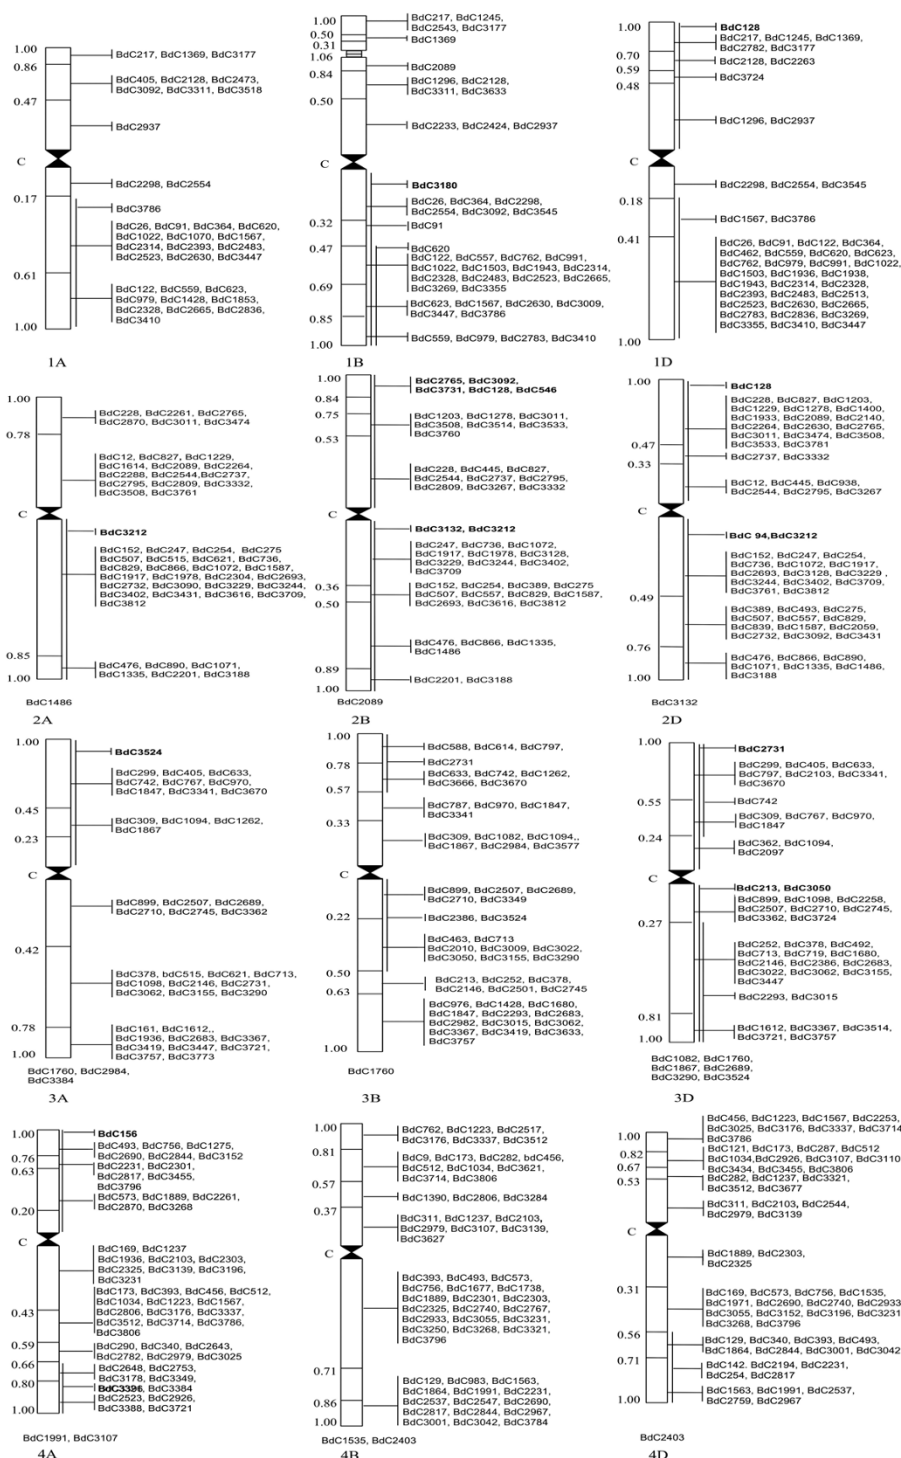 1.00
0.86
0.47
C
0.17
0.61
1.00
BdC217, BdC1369, BdC3177
BdC405, BdC2128, BdC2473,
BdC3092, BdC3311, BdC3518
BdC2937
BdC2298, BdC2554
BdC3786
BdC26, BdC91, BdC364, BdC620,
BdC1022, BdC1070, BdC1567,
BdC2314, BdC2393, BdC2483,
BdC2523, BdC2630, BdC3447
BdC122, BdC559, BdC623,
BdC979, BdC1428, BdC1853,
BdC2328, BdC2665, BdC2836,
BdC3410
1A
1.00
0.50
0.31
1.06
0.84
0.50
C
0.32
0.47
0.69
0.85
1.00
BdC217, BdC1245,
BdC2543, BdC3177
BdC1369
BdC2089
BdC1296, BdC2128,
BdC3311, BdC3633
BdC2233, BdC2424, BdC2937
BdC3180
BdC26, BdC364, BdC2298,
BdC2554, BdC3092, BdC3545
BdC91
BdC620
BdC122, BdC557, BdC762, BdC991,
BdC1022, BdC1503, BdC1943, BdC2314,
BdC2328, BdC2483, BdC2523, BdC2665,
BdC3269, BdC3355
BdC623, BdC1567, BdC2630, BdC3009,
BdC3447, BdC3786
BdC559, BdC979, BdC2783, BdC3410
1B
1.00
0.70
0.59
0.48
C
0.18
0.41
1.00
BdC128
BdC217, BdC1245, BdC1369,
BdC2782, BdC3177
BdC2128, BdC2263
BdC3724
BdC1296, BdC2937
BdC2298, BdC2554, BdC3545
BdC1567, BdC3786
BdC26, BdC91, BdC122, BdC364,
BdC462, BdC559, BdC620, BdC623,
BdC762, BdC979, BdC991, BdC1022,
BdC1503, BdC1936, BdC1938,
BdC1943, BdC2314, BdC2328,
BdC2393, BdC2483, BdC2513,
BdC2523, BdC2630, BdC2665,
BdC2783, BdC2836, BdC3269,
BdC3355, BdC3410, BdC3447
1D
1.00
0.78
C
0.85
1.00
BdC228, BdC2261, BdC2765,
BdC2870, BdC3011, BdC3474
BdC12, BdC827, BdC1229,
BdC1614, BdC2089, BdC2264,
BdC2288, BdC2544,BdC2737,
BdC2795, BdC2809, BdC3332,
BdC3508, BdC3761
BdC3212
BdC152, BdC247, BdC254, BdC275
BdC507, BdC515, BdC621, BdC736,
BdC829, BdC866, BdC1072, BdC1587,
BdC1917, BdC1978, BdC2304, BdC2693,
BdC2732, BdC3090, BdC3229, BdC3244,
BdC3402, BdC3431, BdC3616, BdC3709,
BdC3812
BdC476, BdC890, BdC1071,
BdC1335, BdC2201, BdC3188
BdC1486
2A
1.00
0.84
0.75
0.53
C
0.36
0.50
0.89
1.00
BdC2765, BdC3092,
BdC3731, BdC128, BdC546
BdC1203, BdC1278, BdC3011,
BdC3508, BdC3514, BdC3533,
BdC3760
BdC228, BdC445, BdC827,
BdC2544, BdC2737, BdC2795,
BdC2809, BdC3267, BdC3332
BdC3132, BdC3212
BdC247, BdC736, BdC1072,
BdC1917, BdC1978, BdC3128,
BdC3229, BdC3244, BdC3402,
BdC3709
BdC152, BdC254, BdC389, BdC275
BdC507, BdC557, BdC829, BdC1587,
BdC2693, BdC3616, BdC3812
BdC476, BdC866, BdC1335,
BdC1486
BdC2201, BdC3188
BdC2089
2B
1.00
0.47
0.33
C
0.49
0.76
1.00
BdC128
BdC228, BdC827, BdC1203,
BdC1229, BdC1278, BdC1400,
BdC1933, BdC2089, BdC2140,
BdC2264, BdC2630, BdC2765,
BdC3011, BdC3474, BdC3508,
BdC3533, BdC3781
BdC2737, BdC3332
BdC12, BdC445, BdC938,
BdC2544, BdC2795, BdC3267
BdC 94,BdC3212
BdC152, BdC247, BdC254,
BdC736, BdC1072, BdC1917,
BdC2693, BdC3128, BdC3229 ,
BdC3244, BdC3402, BdC3709,
BdC3761, BdC3812
BdC389, BdC493, BdC275,
BdC507, BdC557, BdC829,
BdC839, BdC1587, BdC2059,
BdC2732, BdC3092, BdC3431
BdC476, BdC866, BdC890,
BdC1071, BdC1335, BdC1486,
BdC3188
BdC3132
2D
1.00
0.45
0.23
C
0.42
0.78
1.00
BdC3524
BdC299, BdC405, BdC633,
BdC742, BdC767, BdC970,
BdC1847, BdC3341, BdC3670
BdC309, BdC1094, BdC1262,
BdC1867
BdC899, BdC2507, BdC2689,
BdC2710, BdC2745, BdC3362
BdC378, bdC515, BdC621, BdC713,
BdC1098, BdC2146, BdC2731,
BdC3062, BdC3155, BdC3290
BdC161, BdC1612,,
BdC1936, BdC2683, BdC3367,
BdC3419, BdC3447, BdC3721,
BdC3757, BdC3773
BdC1760, BdC2984,
BdC3384
3A
1.00
0.78
0.57
0.33
C
0.22
0.50
0.63
1.00
BdC588, BdC614, BdC797,
BdC2731
BdC633, BdC742, BdC1262,
BdC3666, BdC3670
BdC787, BdC970, BdC1847,
BdC3341
BdC309, BdC1082, BdC1094,,
BdC1867, BdC2984, BdC3577
BdC899, BdC2507, BdC2689,
BdC2710, BdC3349
BdC2386, BdC3524
BdC463, BdC713
BdC2010, BdC3009, BdC3022,
BdC3050, BdC3155, BdC3290
BdC213, BdC252, BdC378,
BdC2146, BdC2501, BdC2745
BdC976, BdC1428, BdC1680,
BdC1847, BdC2293, BdC2683,
BdC2982, BdC3015, BdC3062,
BdC3367, BdC3419, BdC3633,
BdC3757
BdC1760
3B
1.00
0.55
0.24
C
0.27
0.81
1.00
BdC2731
BdC299, BdC405, BdC633,
BdC797, BdC2103, BdC3341,
BdC3670
BdC742
BdC309, BdC767, BdC970,
BdC1847
BdC362, BdC1094,
BdC2097
BdC213, BdC3050
BdC899, BdC1098, BdC2258,
BdC2507, BdC2710, BdC2745,
BdC3362, BdC3724
BdC252, BdC378, BdC492,
BdC713, BdC719, BdC1680,
BdC2146, BdC2386, BdC2683,
BdC3022, BdC3062, BdC3155,
BdC3447
BdC2293, BdC3015
BdC1612, BdC3367, BdC3514,
BdC3721, BdC3757
BdC1082, BdC1760,
BdC1867, BdC2689,
BdC3290, BdC3524
3D
1.00
0.76
0.63
0.20
C
0.43
0.59
0.66
0.80
1.00
BdC156
BdC493, BdC756, BdC1275,
BdC2690, BdC2844, BdC3152
BdC2231, BdC2301,
BdC2817, BdC3455,
BdC3796
BdC573, BdC1889, BdC2261,
BdC2870, BdC3268
BdC169, BdC1237
BdC1936, BdC2103, BdC2303,
BdC2325, BdC3139, BdC3196,
BdC3231
BdC173, BdC393, BdC456, BdC512,
BdC1034, BdC1223, BdC1567,
BdC2806, BdC3176, BdC3337,
BdC3512, BdC3714, BdC3786,
BdC3806
BdC290, BdC340, BdC2643,
BdC2782, BdC2979, BdC3025
BdC2648, BdC2753,
BdC3178, BdC3349,
BdC3384
BdC2523, BdC2926,
BdC3388, BdC3721
BdC1991, BdC3107
4A
1.00
0.81
0.57
0.37
C
0.71
0.86
1.00
BdC762, BdC1223, BdC2517,
BdC3176, BdC3337, BdC3512
BdC9, BdC173, BdC282, bdC456,
BdC512, BdC1034, BdC3621,
BdC3714, BdC3806
BdC1390, BdC2806, BdC3284
BdC311, BdC1237, BdC2103,
BdC2979, BdC3107, BdC3139,
BdC3627
BdC393, BdC493, BdC573,
BdC756, BdC1677, BdC1738,
BdC1889, BdC2301, BdC2303,
BdC2325, BdC2740, BdC2767,
BdC2933, BdC3055, BdC3231,
BdC3250, BdC3268, BdC3321,
BdC3796
BdC129, BdC983, BdC1563,
BdC1864, BdC1991, BdC2231,
BdC2537, BdC2547, BdC2690,
BdC2817, BdC2844, BdC2967,
BdC3001, BdC3042, BdC3784
BdC1535, BdC2403
4B
1.00
0.82
0.67
0.53
C
0.31
0.56
0.71
1.00
BdC456, BdC1223, BdC1567, BdC2253,
BdC3025, BdC3176, BdC3337, BdC3714
BdC3786
BdC121, BdC173, BdC287, BdC512
BdC1034,BdC2926, BdC3107, BdC3110
BdC3434, BdC3455, BdC3806
BdC282, BdC1237, BdC3321,
BdC3512, BdC3677
BdC311, BdC2103, BdC2544,
BdC2979, BdC3139
BdC1889, BdC2303,
BdC2325
BdC169, BdC573, BdC756, BdC1535,
BdC1971, BdC2690, BdC2740, BdC2933
BdC3055, BdC3152, BdC3196, BdC3231
BdC3268, BdC3796
BdC129, BdC340, BdC393, BdC493,
BdC1864, BdC2844, BdC3001, BdC3042
BdC142. BdC2194, BdC2231,
BdC254, BdC2817
BdC1563, BdC1991, BdC2537,
BdC2759, BdC2967
BdC2403
4D